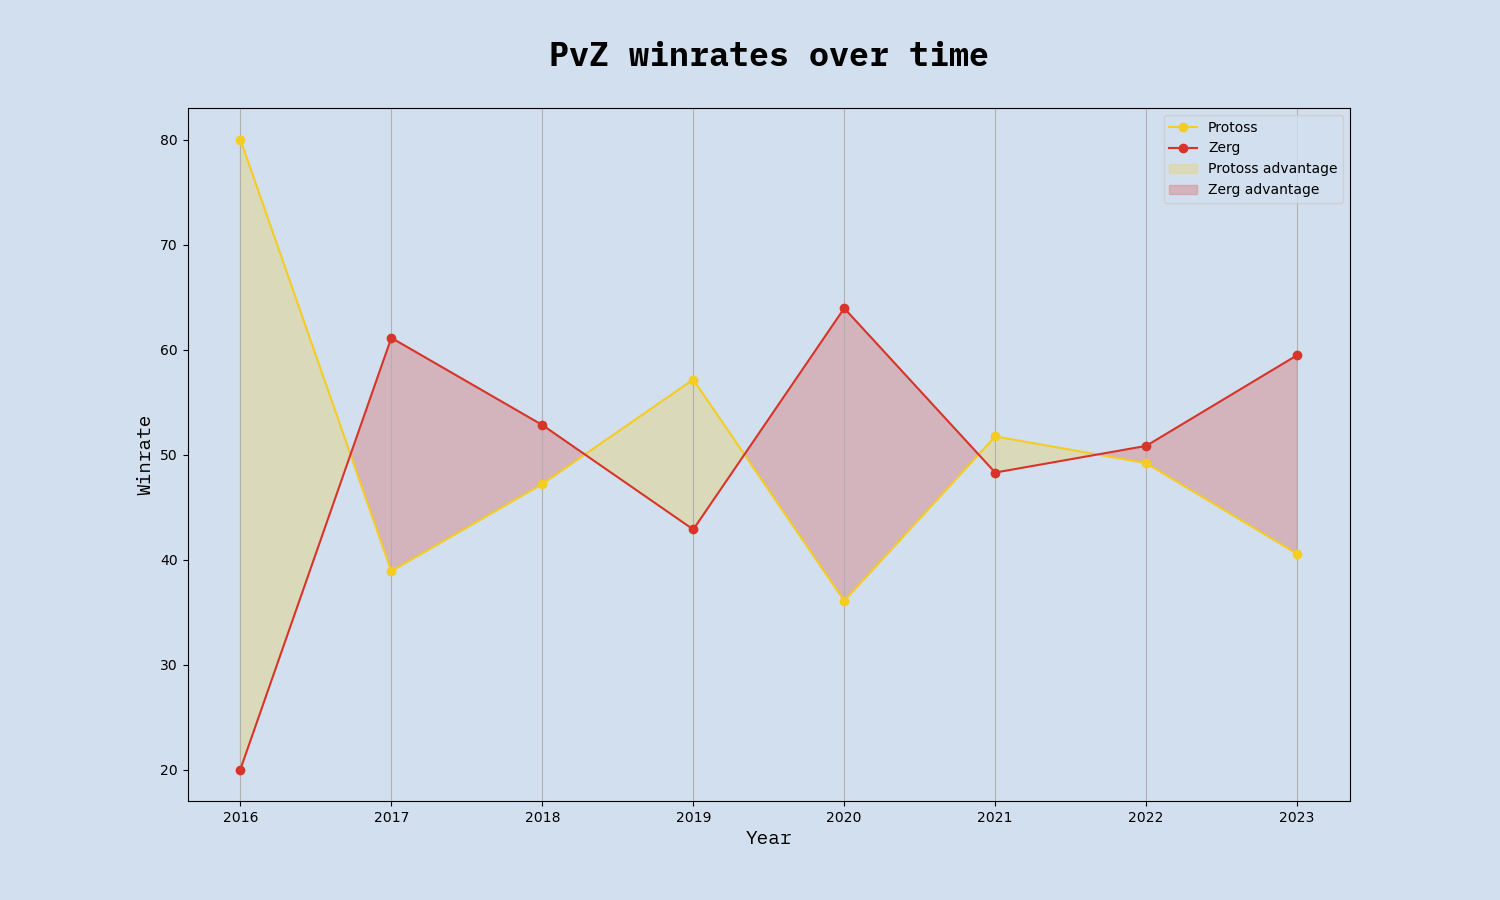 PvZ winrates over time
Protoss
Zerg
Protoss advantage
Zerg advantage
80
70
60
50
40
30
20
Winrate
2016 2017 2018 2019 2020 2021 2022 2023
Year